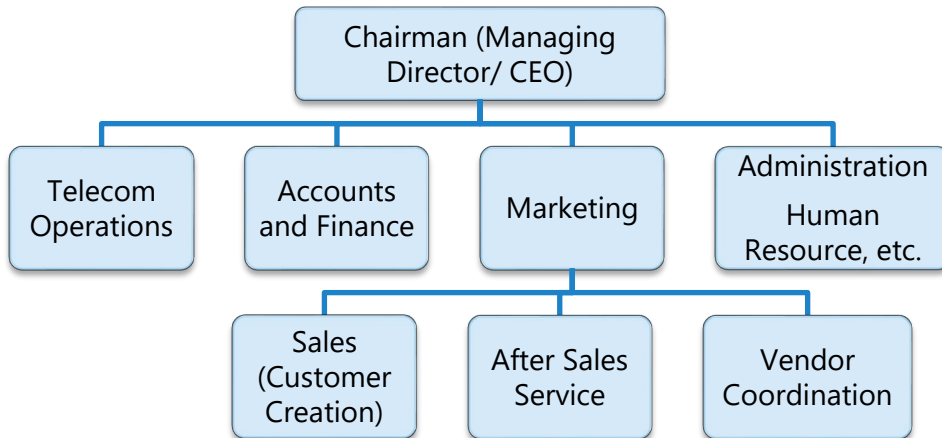 Chairman (Managing
Director/ CEO)
Telecom
Operations
Accounts
and Finance
Marketing
Administration
Human
Resource, etc.
Sales
(Customer
Creation)
After Sales
Service
Vendor
Coordination